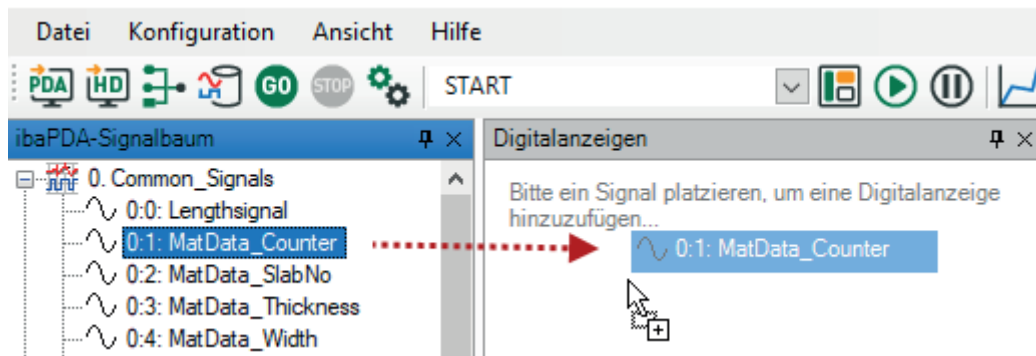 Datei Konfiguration Ansicht Hilfe
PDA HD GO STOP START
ibaPDA-Signalbaum
0. Common_Signals
0:0: Lengthsignal
0:1: MatData_Counter
0:2: MatData_SlabNo
0:3: MatData_Thickness
0:4: MatData_Width
Digitalanzeigen
Bitte ein Signal platzieren, um eine Digitalanzeige
hinzuzufügen...
0:1: MatData_Counter